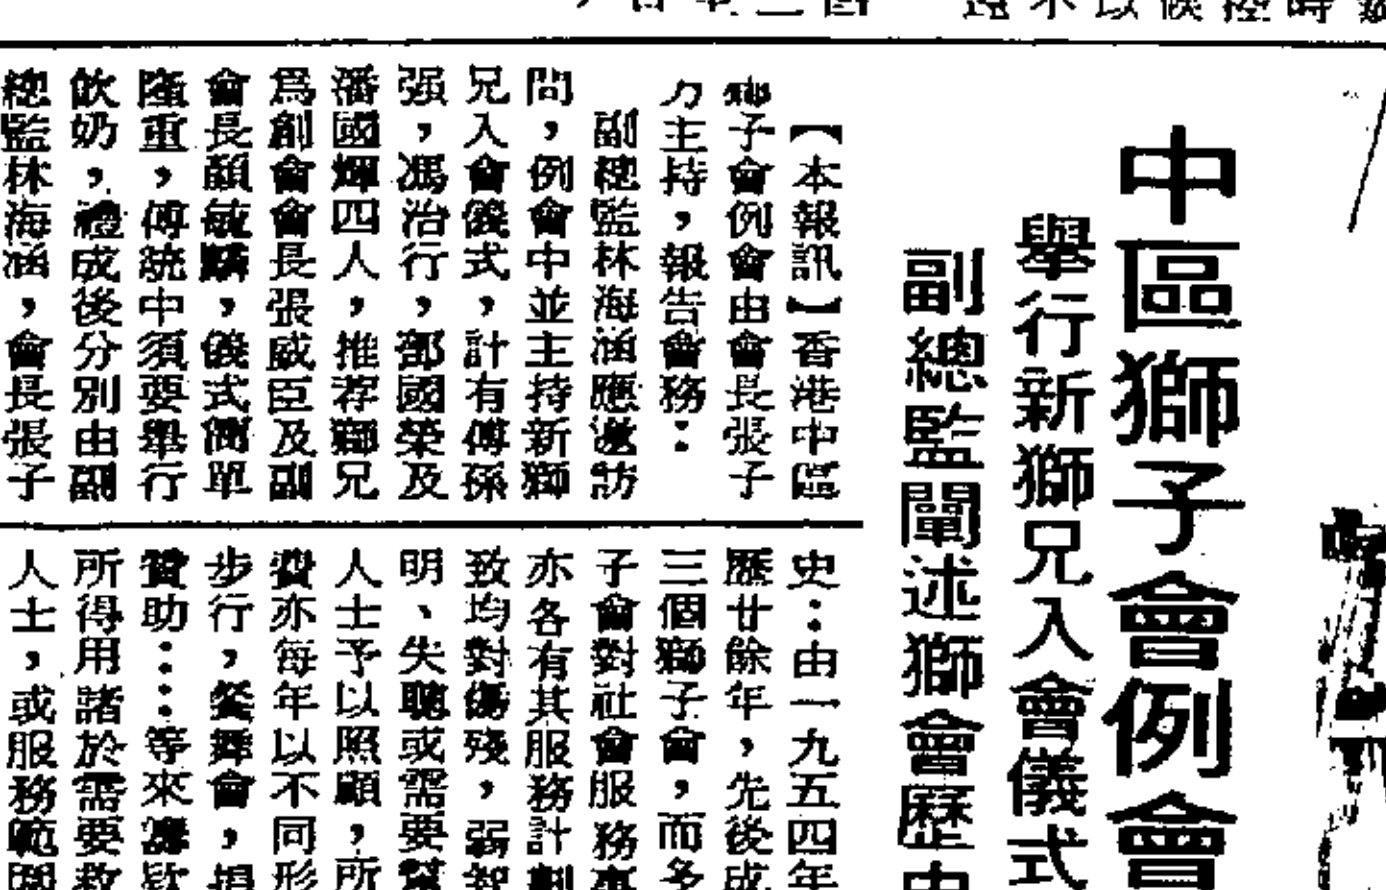 中區獅子會例會
舉行新獅兄入會儀式
副總監闡述獅會歷史
【本報訊】香港中區
獅子會例會由會長張子
力主持，報告會務：
副總監林海涵應邀訪
問，例會中並主持新獅
兄入會儀式，計有傅孫
强，馮治行，鄧國榮及
潘國輝四人，推荐獅兄
爲創會會長張威臣及副
會長顏敏麟，儀式簡單
隆重，傳統中須要舉行
飲奶，禮成後分別由副
總監林海涵，會長張子
史：由一九五四年
歷廿餘年，先後成
三個獅子會，而多
子會對社會服務事
亦各有其服務計劃
致均對傷殘，弱智
明、失聰或需要幫
人士予以照顧，所
費亦每年以不同形
步行，餐舞會，捐
贊助：：等來籌欵
所得用諸於需要救
人士，或服務範圍